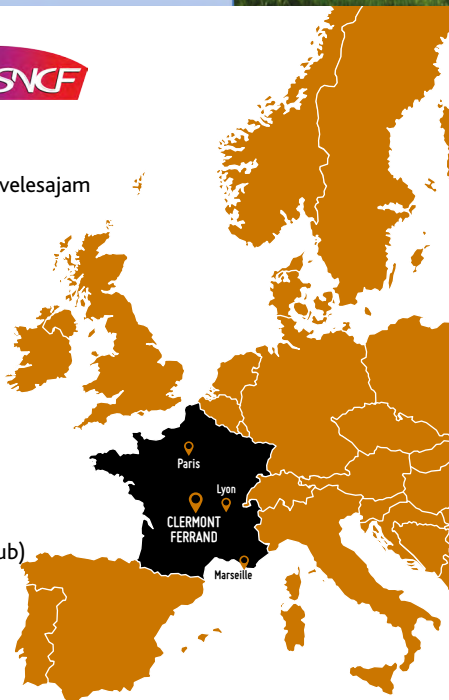 SNCF
velesajam
Paris
Lyon
CLERMONT
FERRAND
ub)
Marseille